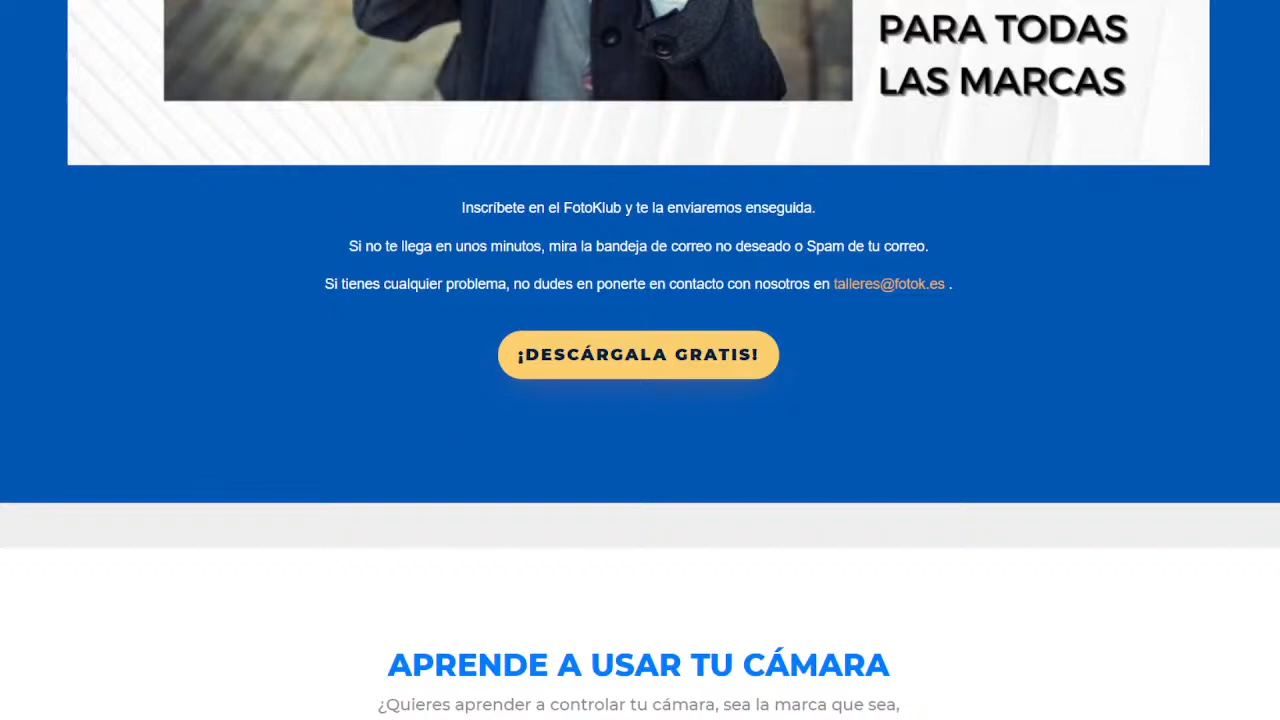 PARA TODAS
LAS MARCAS
Inscríbete en el FotoKlub y te la enviaremos enseguida.
Si no te llega en unos minutos, mira la bandeja de correo no deseado o Spam de tu correo.
Si tienes cualquier problema, no dudes en ponerte en contacto con nosotros en talleres@fotok.es .
¡DESCÁRGALA GRATIS!
APRENDE A USAR TU CÁMARA
¿Quieres aprender a controlar tu cámara, sea la marca que sea,